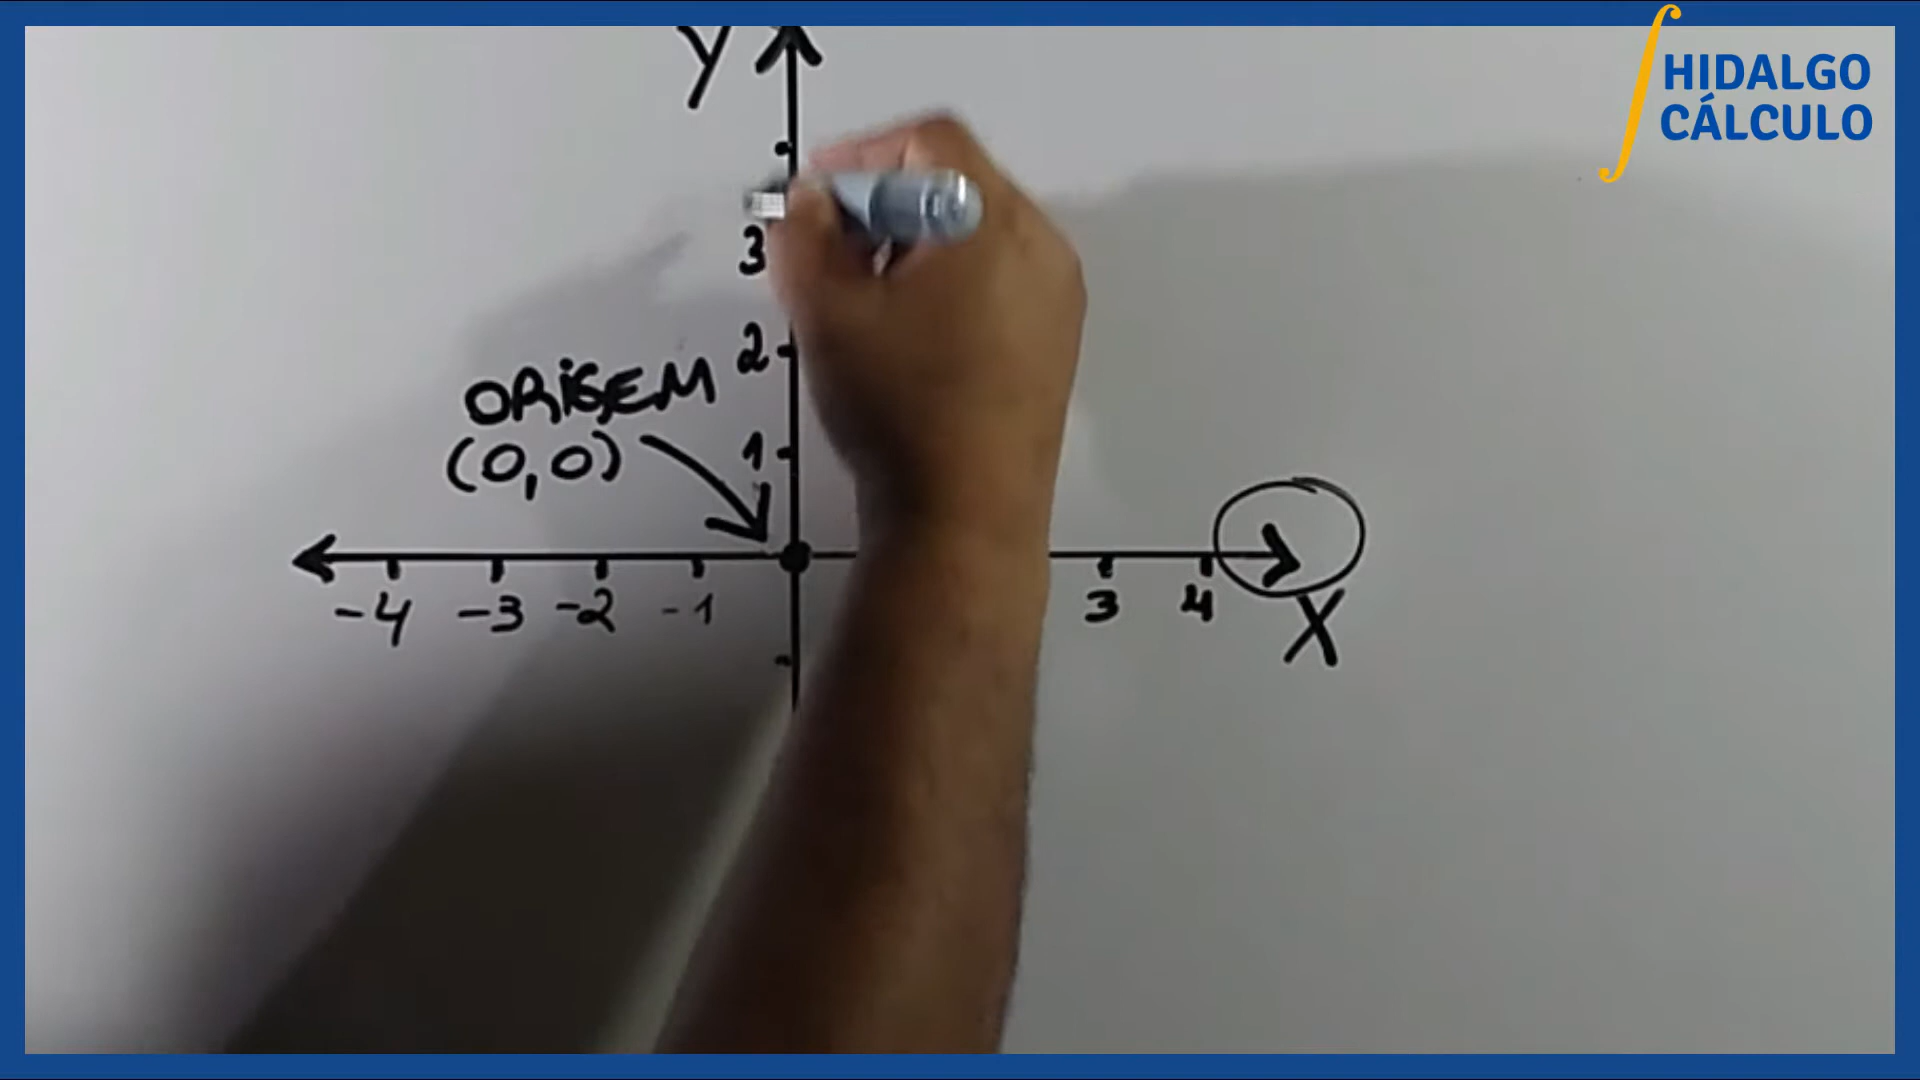 HIDALGO
CÁLCULO
Y
3
2
ORIGEM
(0,0)
1
-4 -3 -2 -1 3 4
X